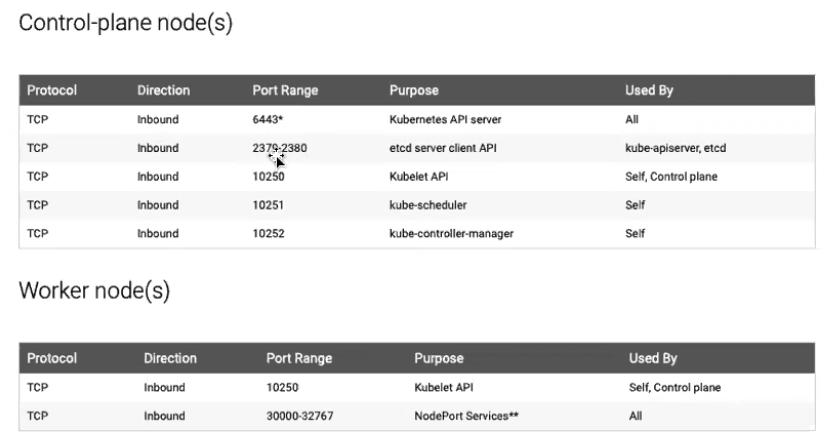 Control-plane node(s)
Protocol Direction Port Range Purpose Used By
TCP Inbound 6443* Kubernetes API server All
TCP Inbound 2379-2380 etcd server client API kube-apiserver, etcd
TCP Inbound 10250 Kubelet API Self, Control plane
TCP Inbound 10251 kube-scheduler Self
TCP Inbound 10252 kube-controller-manager Self
Worker node(s)
Protocol Direction Port Range Purpose Used By
TCP Inbound 10250 Kubelet API Self, Control plane
TCP Inbound 30000-32767 NodePort Services** All